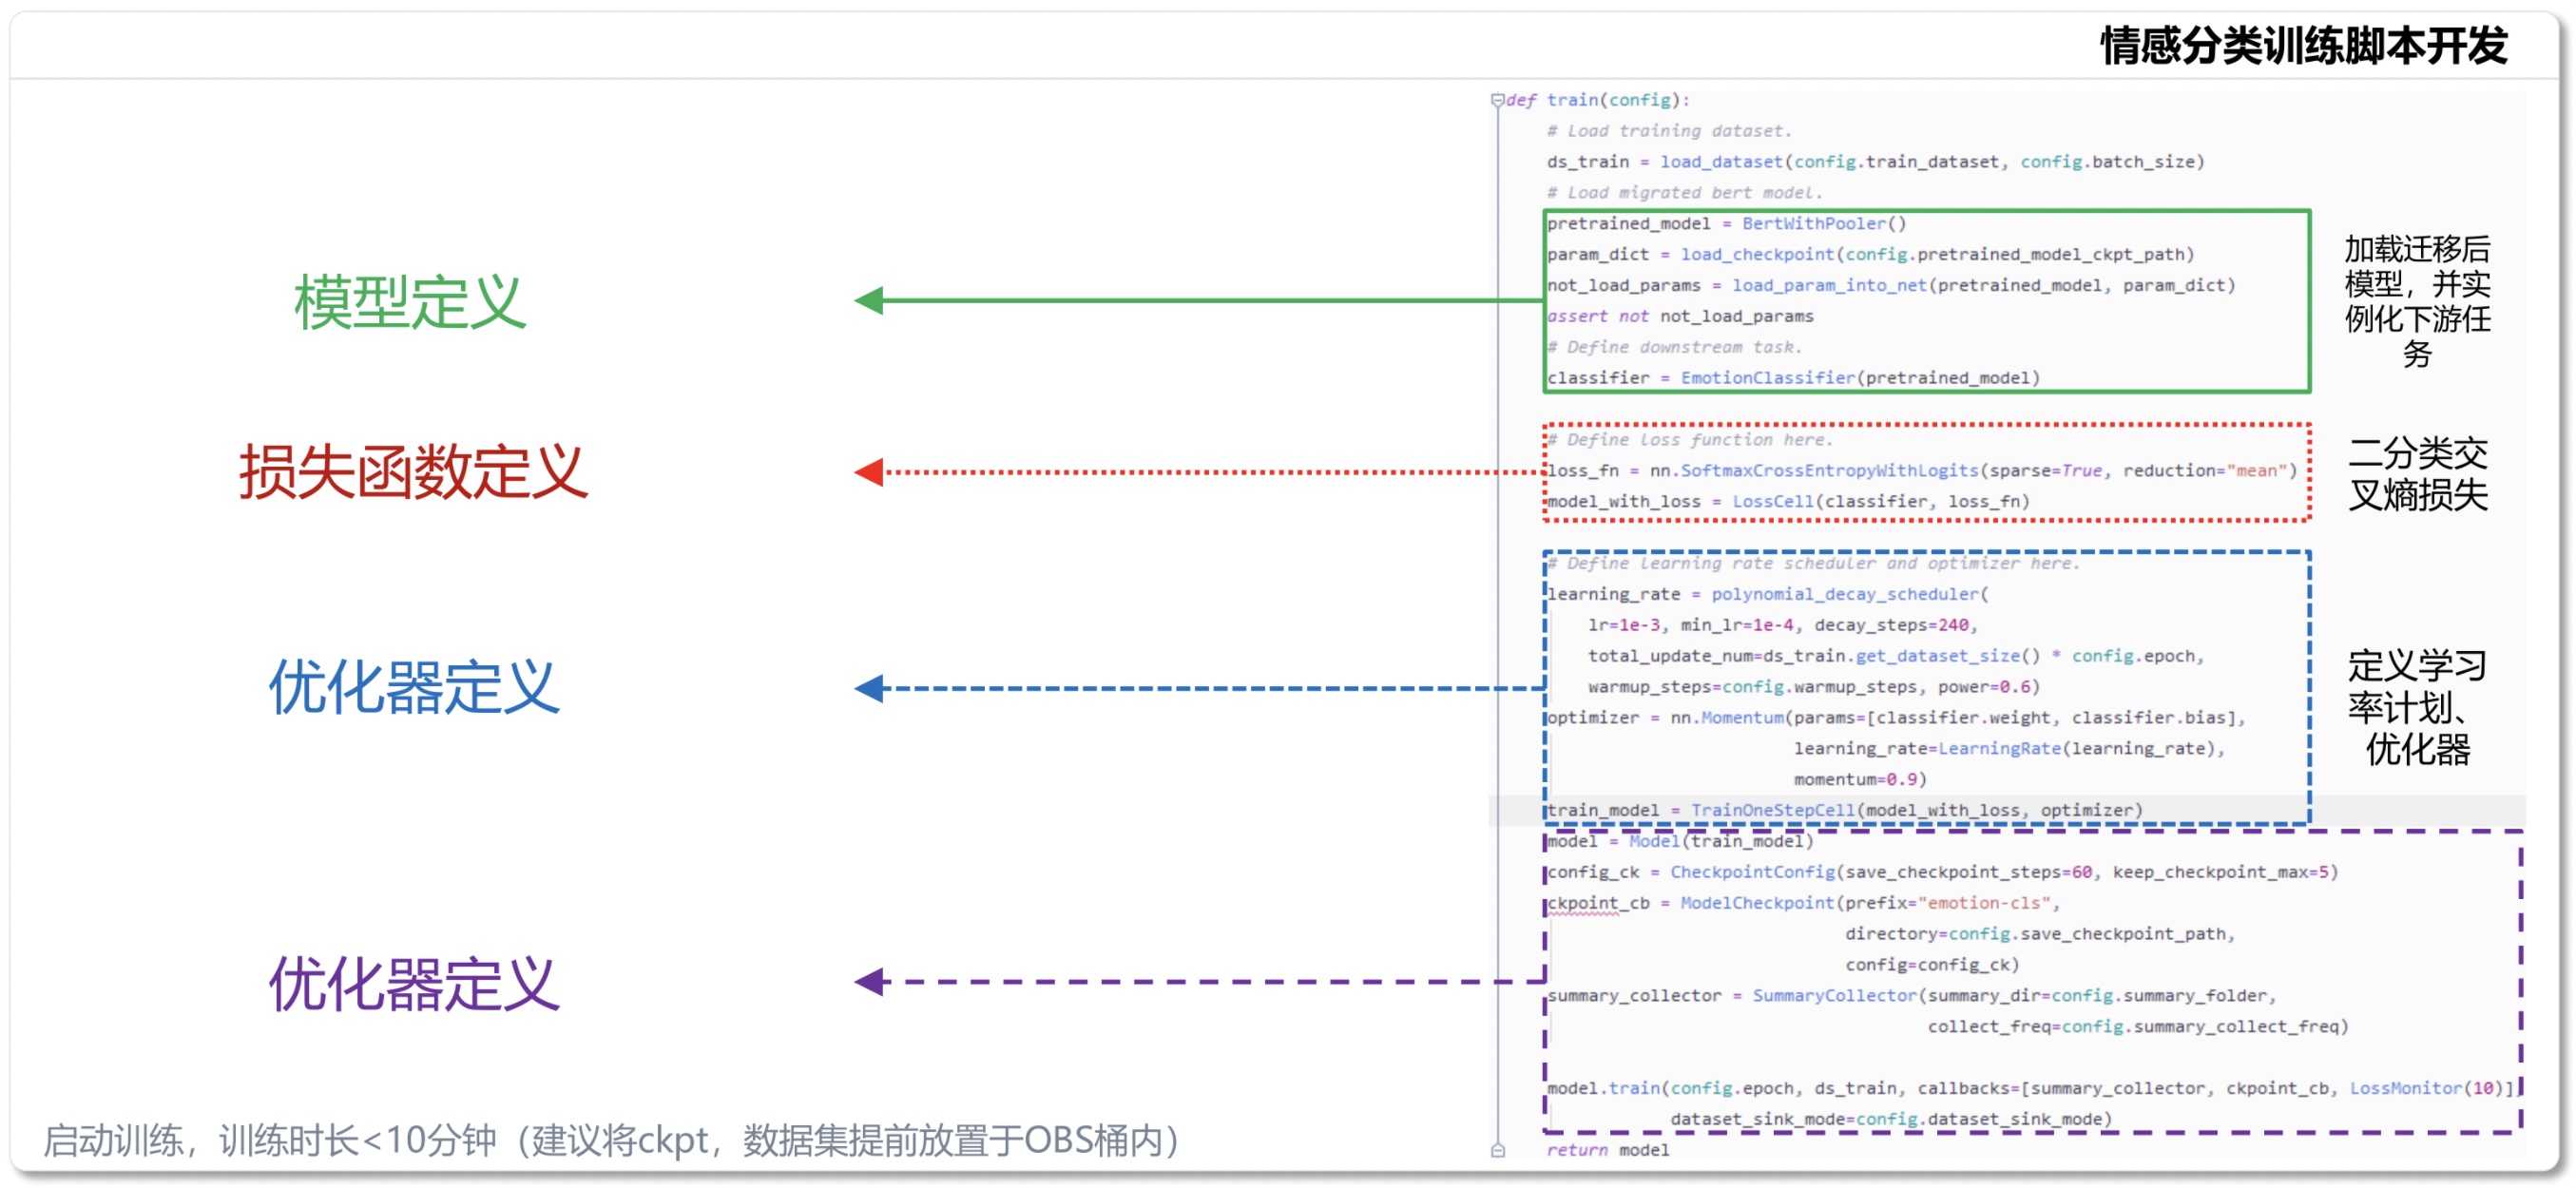 情感分类训练脚本开发
def train(config):
# Load training dataset.
ds_train = load_dataset(config.train_dataset, config.batch_size)
# Load migrated bert model.
pretrained_model = BertWithPooler()
param_dict = load_checkpoint(config.pretrained_model_ckpt_path)
not_load_params = load_param_into_net(pretrained_model, param_dict)
assert not not_load_params
# Define downstream task.
classifier = EmotionClassifier(pretrained_model)
模型定义
加载迁移后
模型，并实
例化下游任
务
# Define loss function here.
loss_fn = nn.SoftmaxCrossEntropyWithLogits(sparse=True, reduction="mean")
model_with_loss = LossCell(classifier, loss_fn)
损失函数定义
二分类交
叉熵损失
# Define learning rate scheduler and optimizer here.
learning_rate = polynomial_decay_scheduler(
lr=1e-3, min_lr=1e-4, decay_steps=240,
total_update_num=ds_train.get_dataset_size() * config.epoch,
warmup_steps=config.warmup_steps, power=0.6)
optimizer = nn.Momentum(params=[classifier.weight, classifier.bias],
learning_rate=LearningRate(learning_rate),
momentum=0.9)
train_model = TrainOneStepCell(model_with_loss, optimizer)
优化器定义
定义学习
率计划、
优化器
model = Model(train_model)
config_ck = CheckpointConfig(save_checkpoint_steps=60, keep_checkpoint_max=5)
ckpoint_cb = ModelCheckpoint(prefix="emotion-cls",
directory=config.save_checkpoint_path,
config=config_ck)
summary_collector = SummaryCollector(summary_dir=config.summary_folder,
collect_freq=config.summary_collect_freq)
model.train(config.epoch, ds_train, callbacks=[summary_collector, ckpoint_cb, LossMonitor(10)],
dataset_sink_mode=config.dataset_sink_mode)
return model
优化器定义
启动训练，训练时长<10分钟（建议将ckpt，数据集提前放置于OBS桶内）